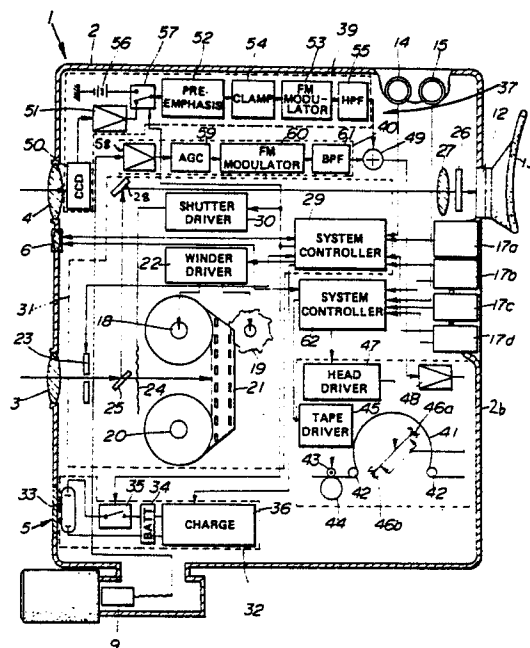 1
2
56
57
52
54
53
39
55
14
15
PRE-
EMPHASIS
CLAMP
FM
MODU-
LATOR
HPF
37
51
59
60
61
40
26
12
50
58
AGC
FM
MODULATOR
BPF
49
27
13
CCD
28
29
4
SHUTTER
DRIVER
30
6
SYSTEM
CONTROLLER
17a
22
WINDER
DRIVER
17b
31
SYSTEM
CONTROLLER
17c
18
23
19
62
17d
47
HEAD
DRIVER
3
24
21
48
46a
2b
25
45
TAPE
DRIVER
41
20
43
33
35
34
36
42
42
5
BATT
CHARGE
44
46b
32
9